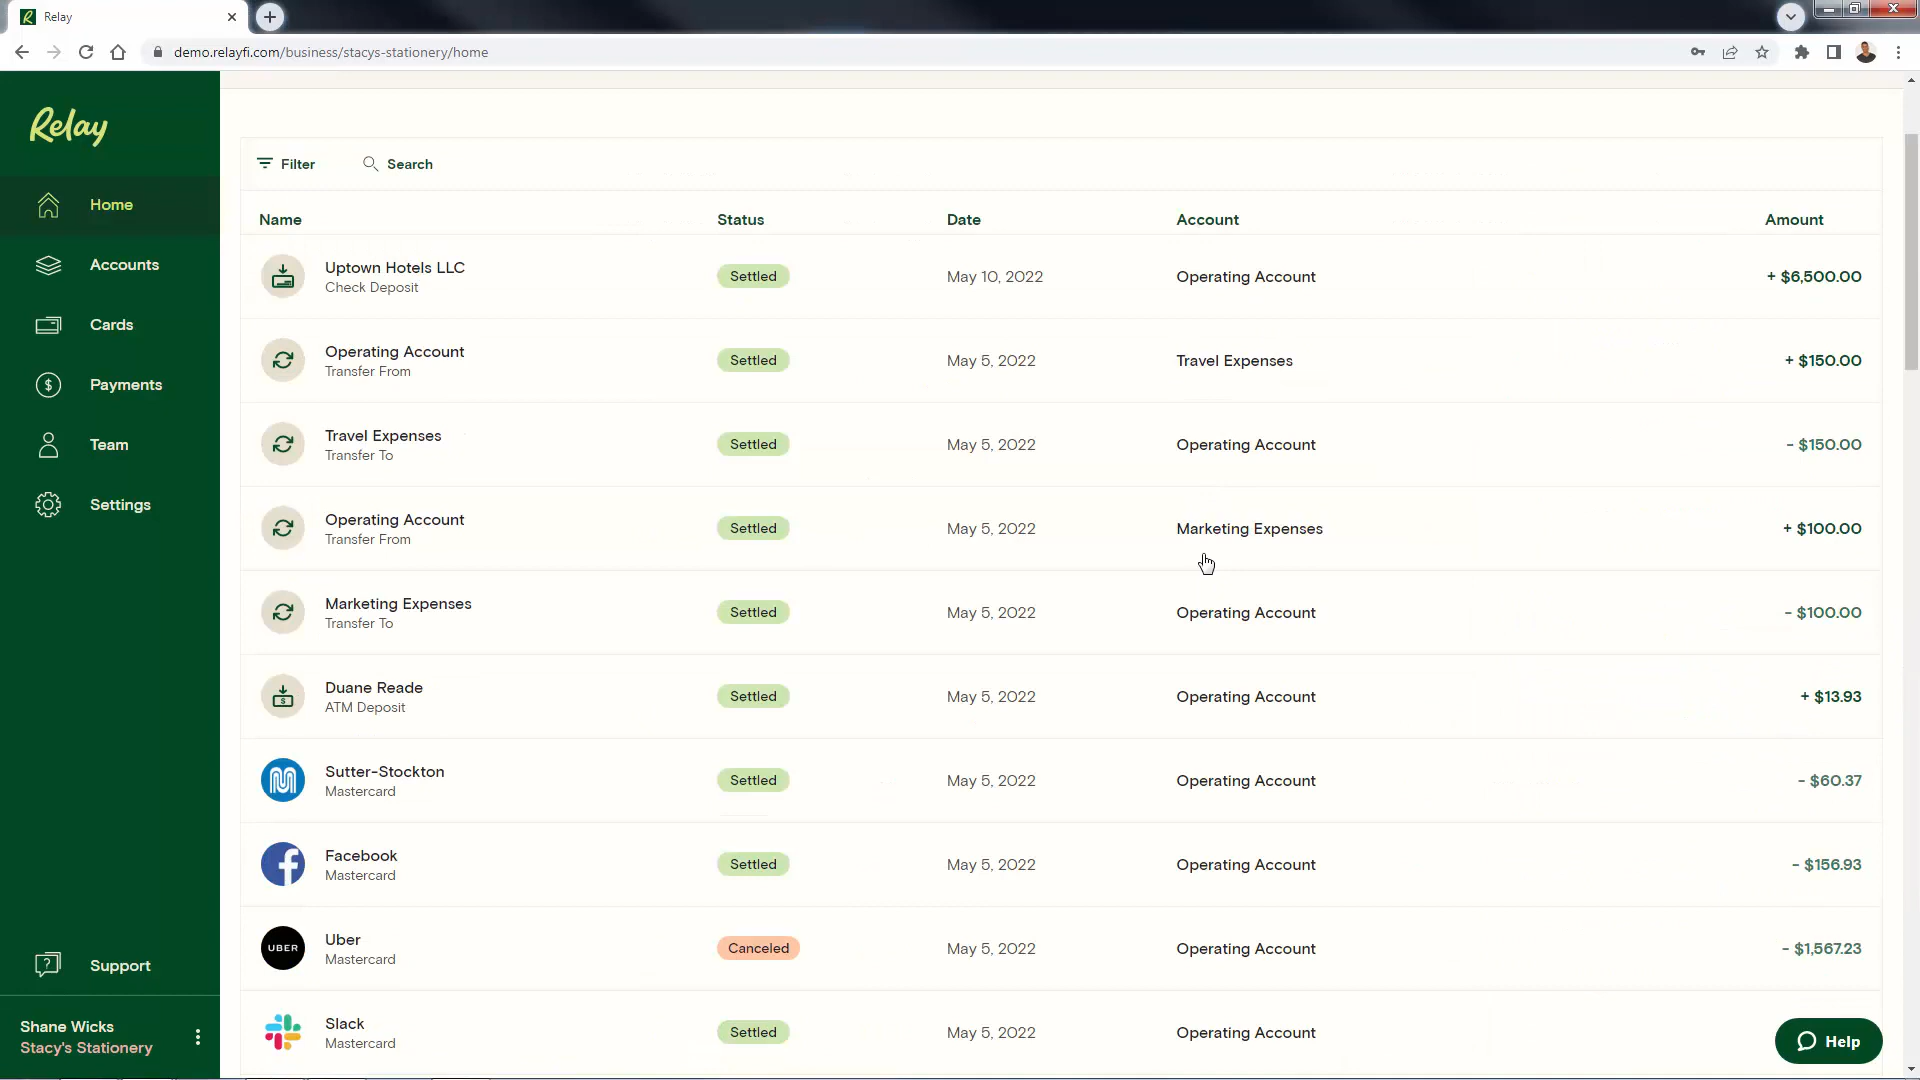 Relay
demo.relayfi.com/business/stacys-stationery/home
Relay
Home
Accounts
Cards
Payments
Team
Settings
Support
Shane Wicks
Stacy's Stationery
Filter Search
Name Status Date Account Amount
Uptown Hotels LLC
Check Deposit
Settled May 10, 2022 Operating Account + $6,500.00
Operating Account
Transfer From
Settled May 5, 2022 Travel Expenses + $150.00
Travel Expenses
Transfer To
Settled May 5, 2022 Operating Account - $150.00
Operating Account
Transfer From
Settled May 5, 2022 Marketing Expenses + $100.00
Marketing Expenses
Transfer To
Settled May 5, 2022 Operating Account - $100.00
Duane Reade
ATM Deposit
Settled May 5, 2022 Operating Account + $13.93
Sutter-Stockton
Mastercard
Settled May 5, 2022 Operating Account - $60.37
Facebook
Mastercard
Settled May 5, 2022 Operating Account - $156.93
UBER
Uber
Mastercard
Canceled May 5, 2022 Operating Account - $1,567.23
Slack
Mastercard
Settled May 5, 2022 Operating Account
Help